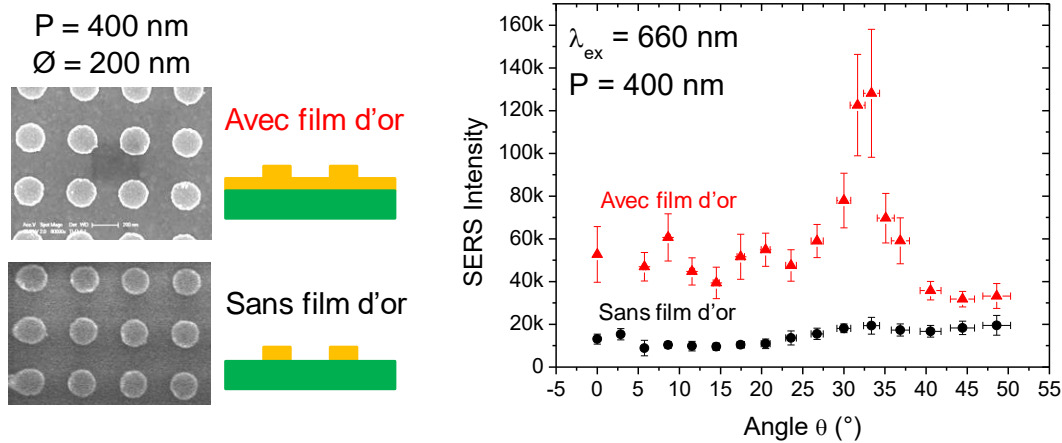 P = 400 nm
Ø = 200 nm
Avec film d'or
Sans film d'or
λex = 660 nm
P = 400 nm
Avec film d'or
Sans film d'or
SERS Intensity
160k
140k
120k
100k
80k
60k
40k
20k
0
-5 0 5 10 15 20 25 30 35 40 45 50 55
Angle θ (°)